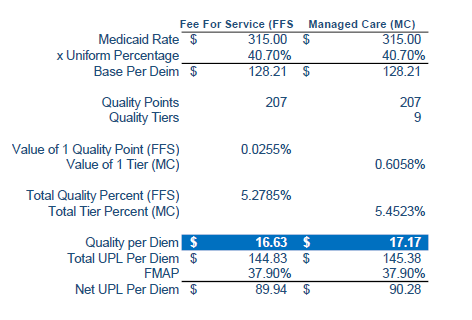 Fee For Service (FFS Managed Care (MC)
Medicaid Rate $ 315.00 $ 315.00
x Uniform Percentage 40.70% 40.70%
Base Per Deim $ 128.21 $ 128.21
Quality Points 207 207
Quality Tiers 9
Value of 1 Quality Point (FFS) 0.0255%
Value of 1 Tier (MC) 0.6058%
Total Quality Percent (FFS) 5.2785%
Total Tier Percent (MC) 5.4523%
Quality per Diem $ 16.63 $ 17.17
Total UPL Per Diem $ 144.83 $ 145.38
FMAP 37.90% 37.90%
Net UPL Per Diem $ 89.94 $ 90.28